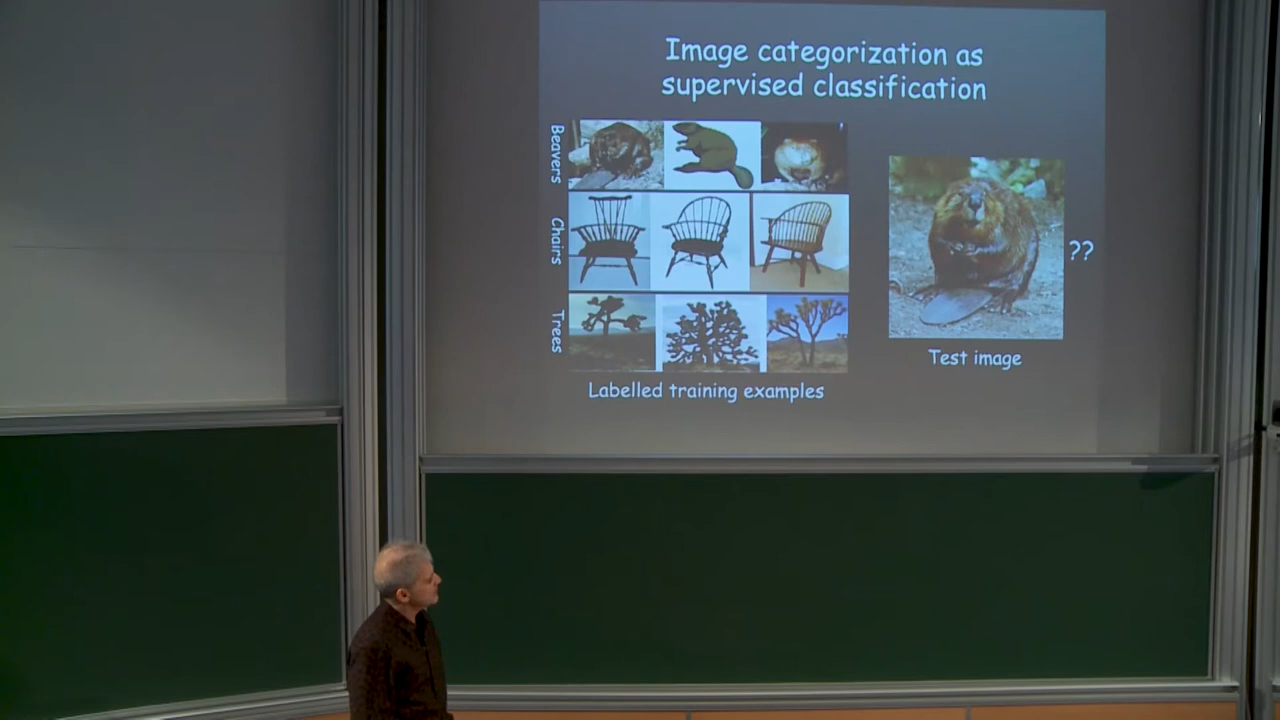 Image categorization as
supervised classification
Beavers
Chairs
Trees
??
Test image
Labelled training examples